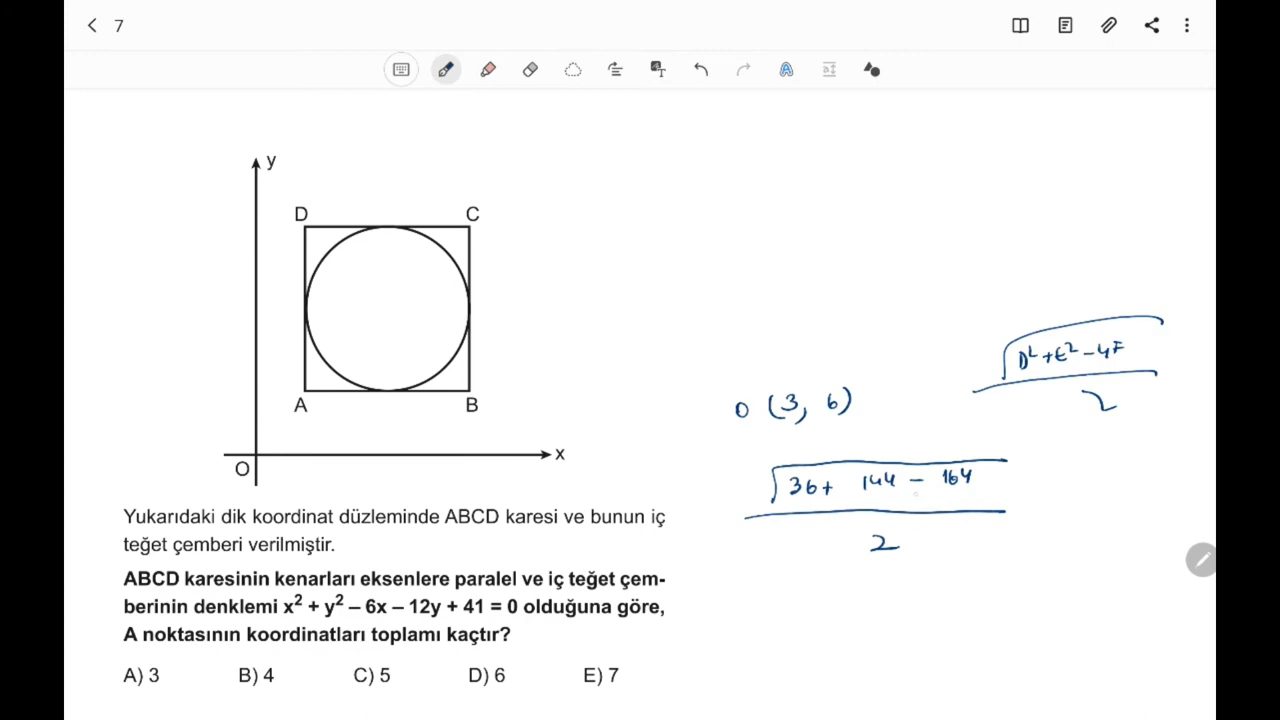 7
y
D C
√D²+E²-4F
2
O (3, 6)
A B
x
O
√36+ 144 - 164
2
Yukarıdaki dik koordinat düzleminde ABCD karesi ve bunun iç
teğet çemberi verilmiştir.
ABCD karesinin kenarları eksenlere paralel ve iç teğet çem-
berinin denklemi x² + y² – 6x – 12y + 41 = 0 olduğuna göre,
A noktasının koordinatları toplamı kaçtır?
A) 3 B) 4 C) 5 D) 6 E) 7